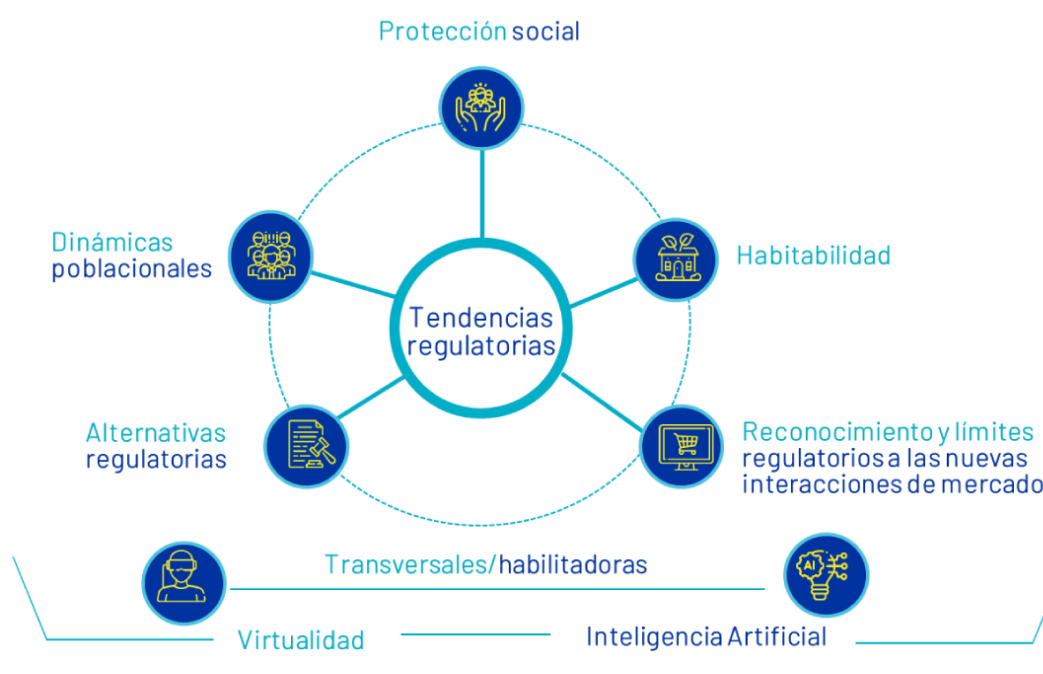 Protección social
Dinámicas
poblacionales
Habitabilidad
Tendencias
regulatorias
Alternativas
regulatorias
Reconocimiento y límites
regulatorios a las nuevas
interacciones de mercado
Transversales/habilitadoras
AI
Virtualidad
Inteligencia Artificial